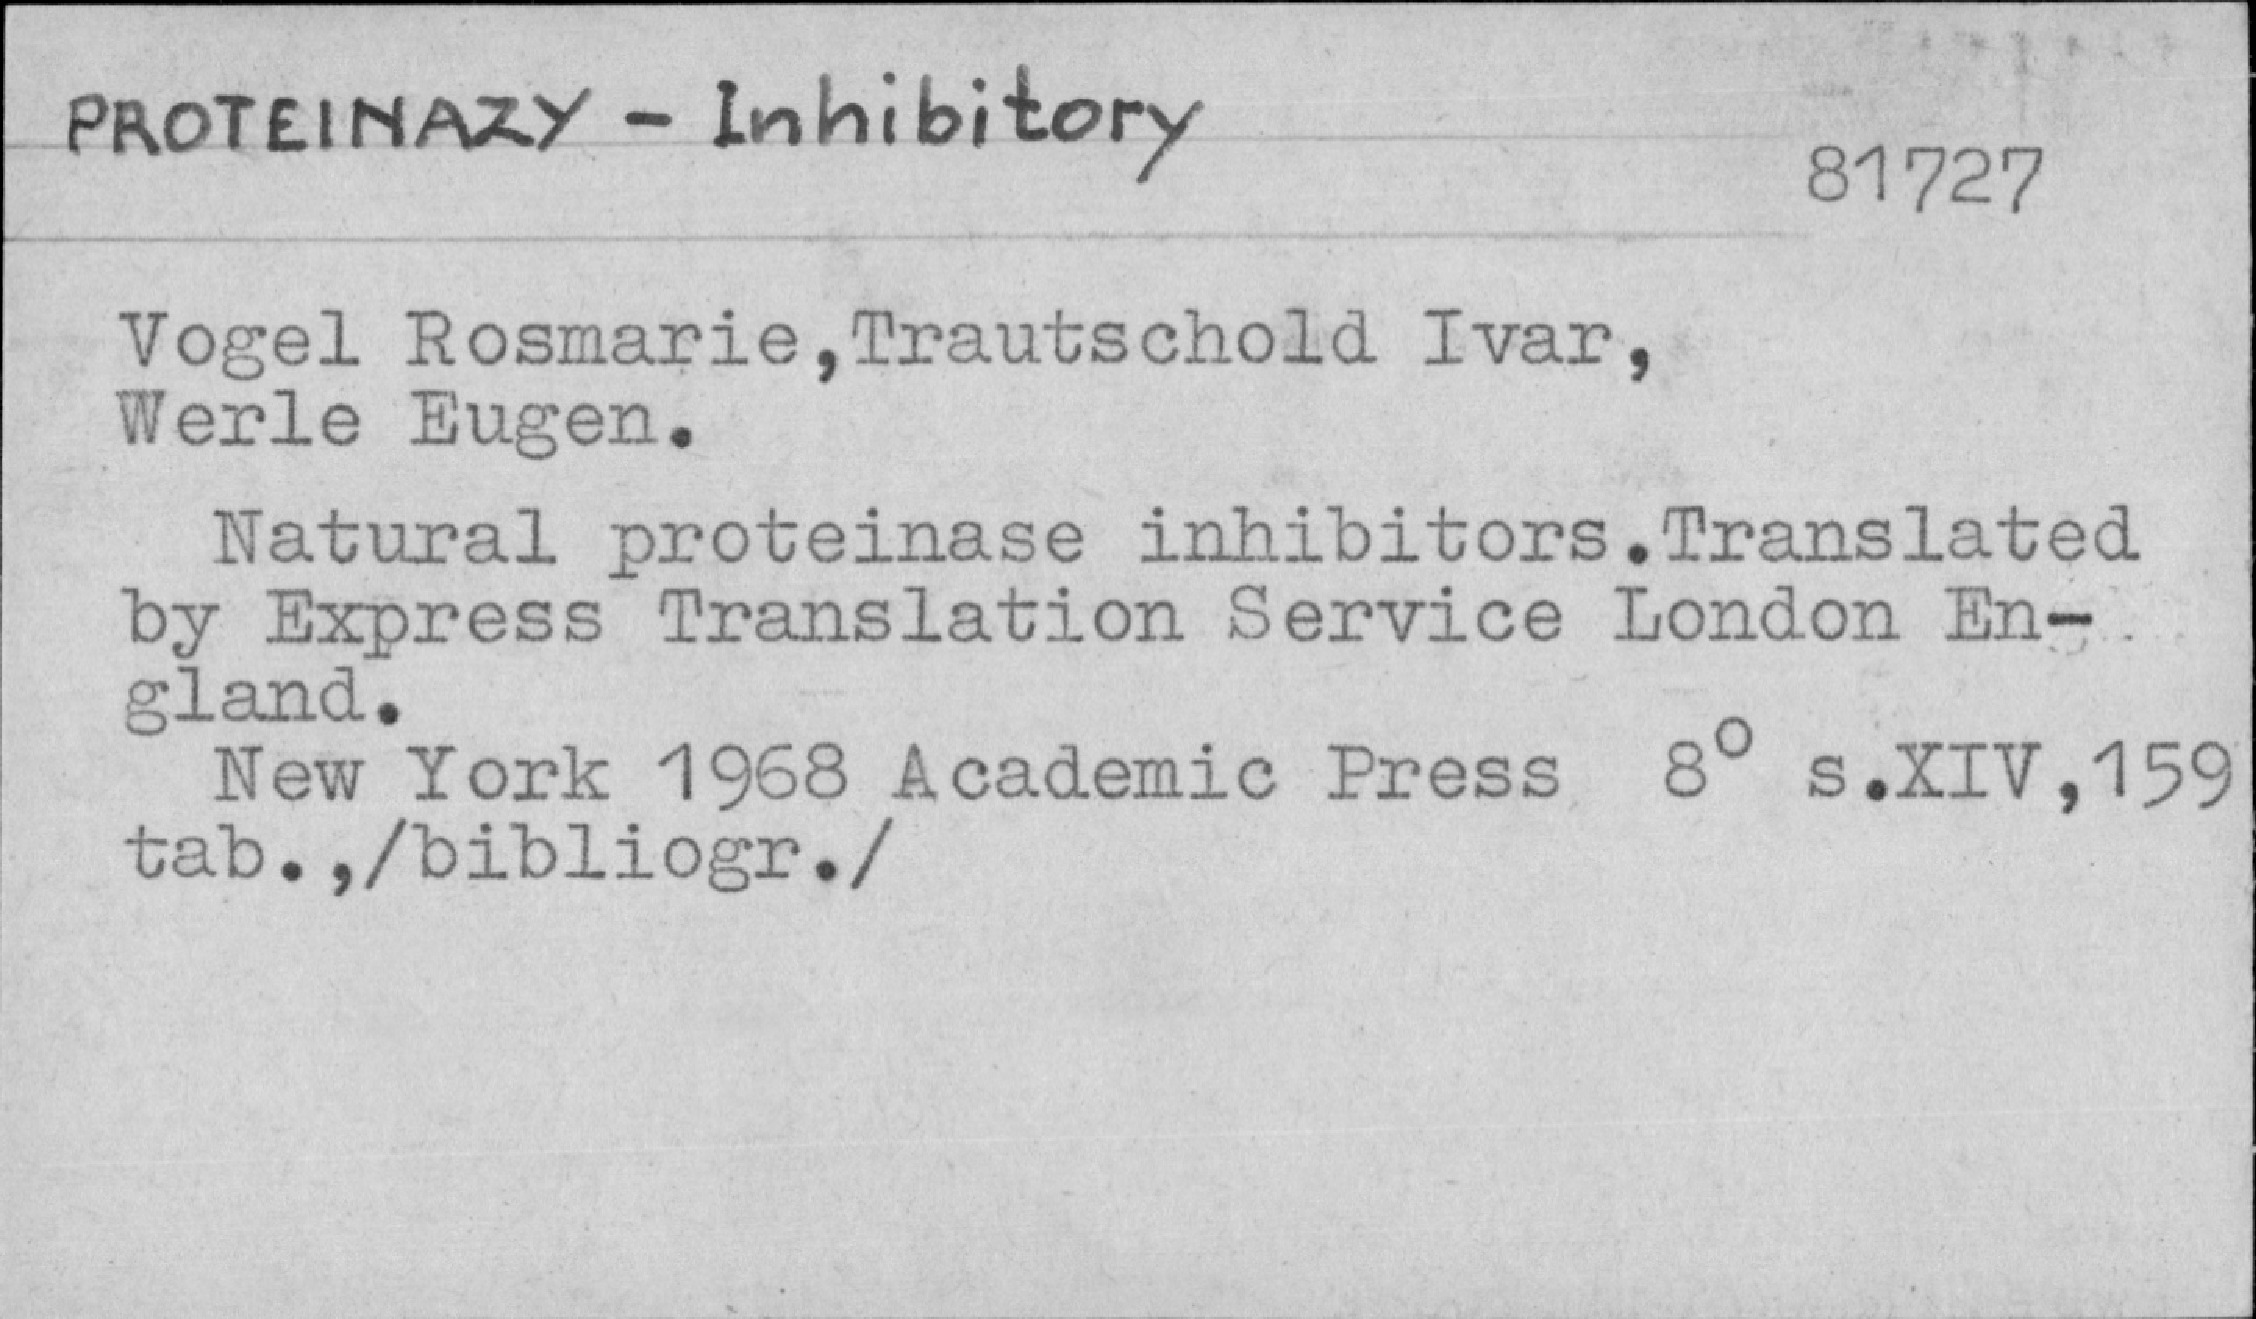 PROTEINAZY - Inhibitory
81727
Vogel Rosmarie,Trautschold Ivar,
Werle Eugen.
Natural proteinase inhibitors.Translated
by Express Translation Service London En-
gland.
New York 1968 Academic Press 8° s.XIV,159
tab.,/bibliogr./